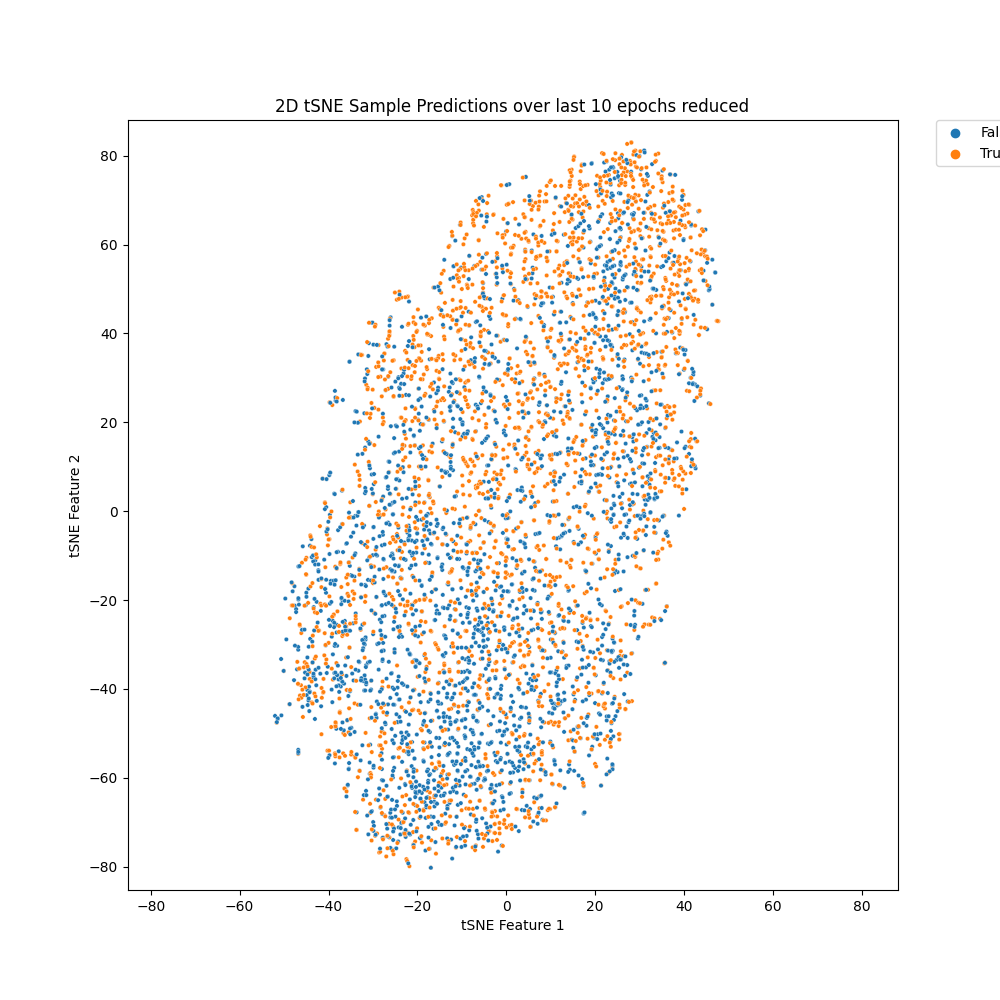 2D tSNE Sample Predictions over last 10 epochs reduced
Fal
Tru
80
60
40
20
0
−20
−40
−60
−80
tSNE Feature 2
−80 −60 −40 −20 0 20 40 60 80
tSNE Feature 1